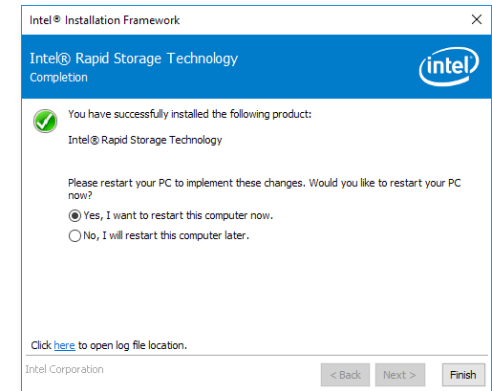 Intel® Installation Framework
Intel® Rapid Storage Technology
Completion
intel
You have successfully installed the following product:
Intel® Rapid Storage Technology
Please restart your PC to implement these changes. Would you like to restart your PC
now?
Yes, I want to restart this computer now.
No, I will restart this computer later.
Click here to open log file location.
Intel Corporation
< Back Next > Finish